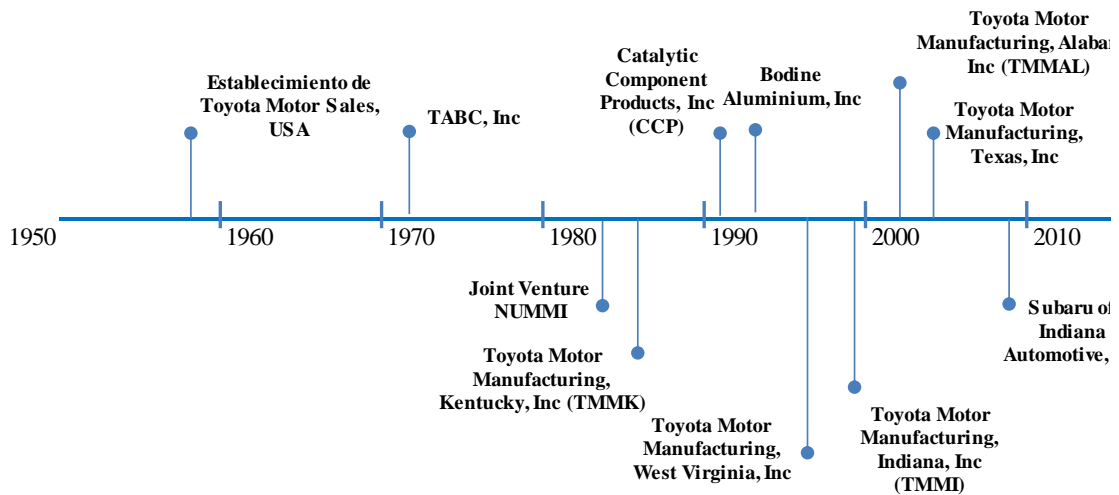 Establecimiento de
Toyota Motor Sales,
USA
TABC, Inc
Catalytic
Component
Products, Inc
(CCP)
Bodine
Aluminium, Inc
Toyota Motor
Manufacturing, Alabam
Inc (TMMAL)
Toyota Motor
Manufacturing,
Texas, Inc
1950
1960
1970
1980
1990
2000
2010
Joint Venture
NUMMI
Toyota Motor
Manufacturing,
Kentucky, Inc (TMMK)
Toyota Motor
Manufacturing,
West Virginia, Inc
Toyota Motor
Manufacturing,
Indiana, Inc
(TMMI)
Subaru of
Indiana
Automotive,